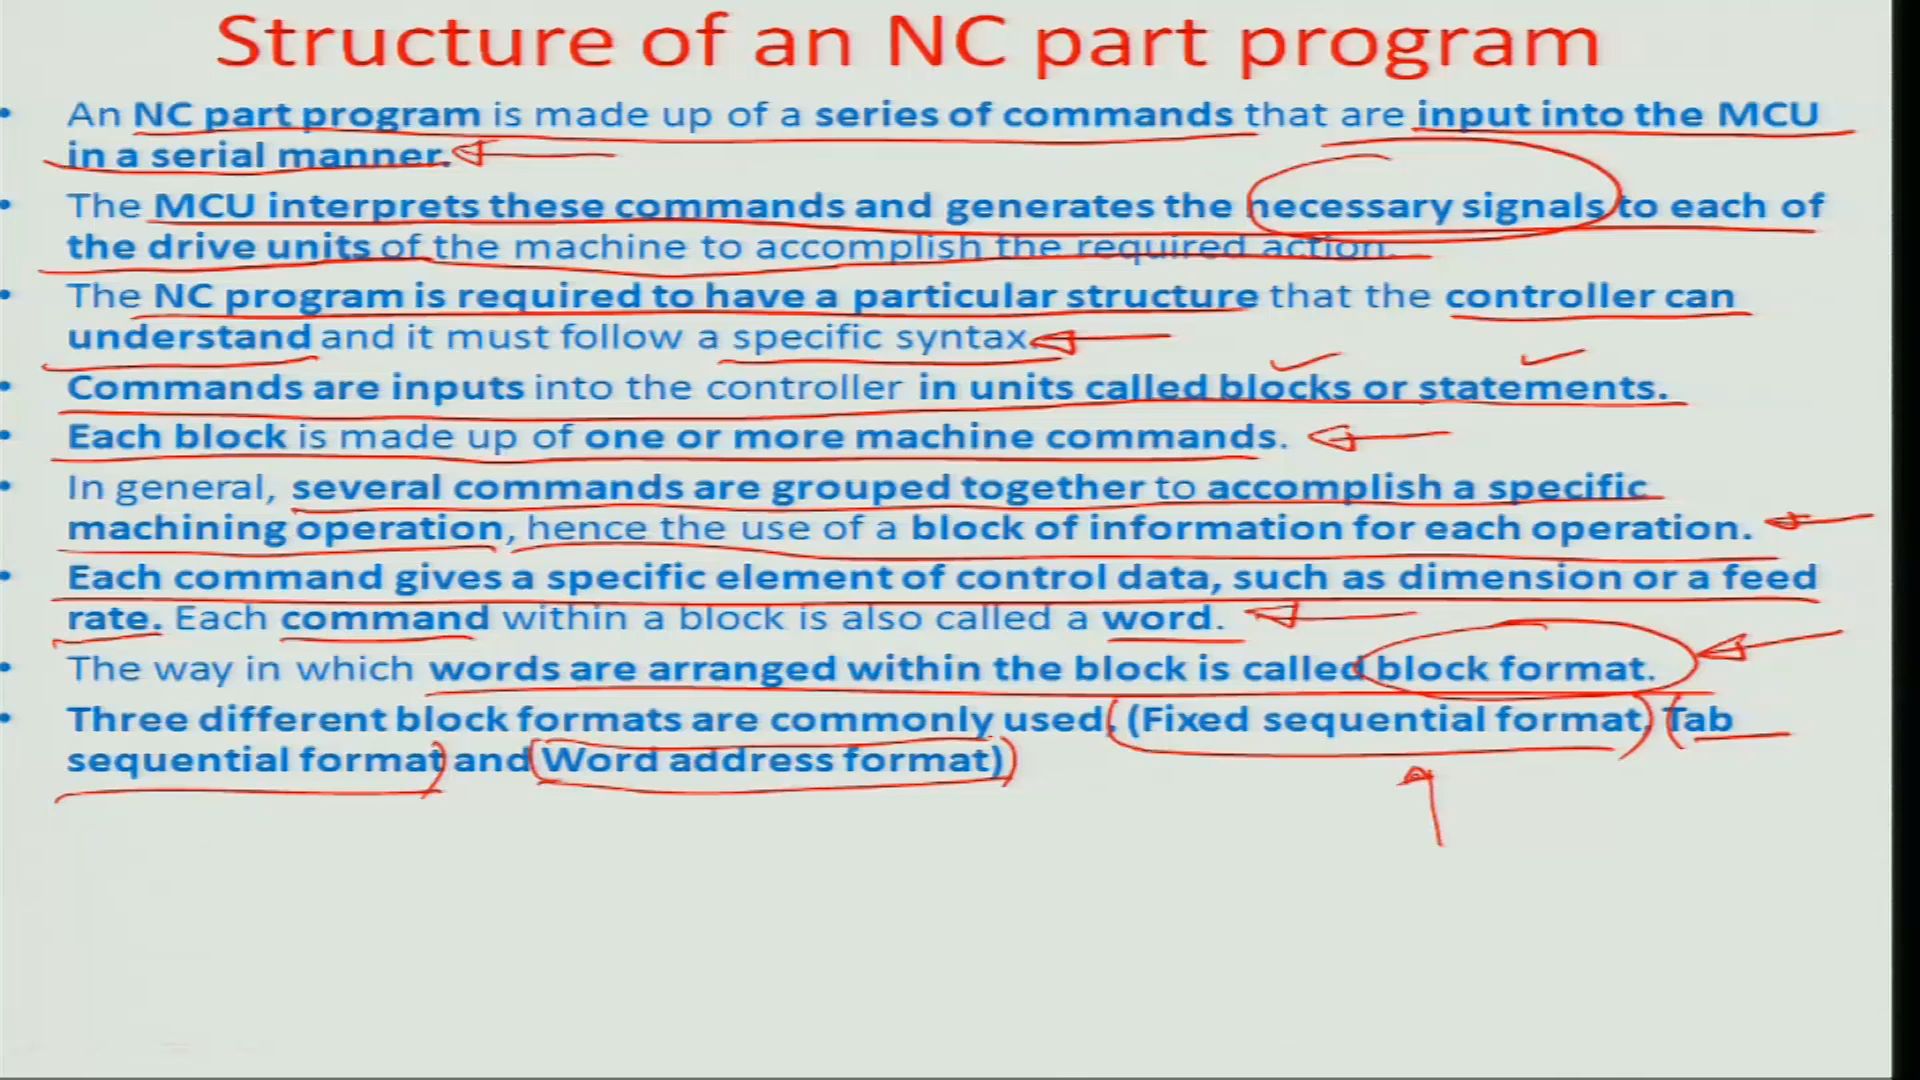 Structure of an NC part program
• An NC part program is made up of a series of commands that are input into the MCU
in a serial manner.
• The MCU interprets these commands and generates the necessary signals to each of
the drive units of the machine to accomplish the required action.
• The NC program is required to have a particular structure that the controller can
understand and it must follow a specific syntax.
• Commands are inputs into the controller in units called blocks or statements.
• Each block is made up of one or more machine commands.
• In general, several commands are grouped together to accomplish a specific
machining operation, hence the use of a block of information for each operation.
• Each command gives a specific element of control data, such as dimension or a feed
rate. Each command within a block is also called a word.
• The way in which words are arranged within the block is called block format.
• Three different block formats are commonly used, (Fixed sequential format, Tab
sequential format and Word address format)